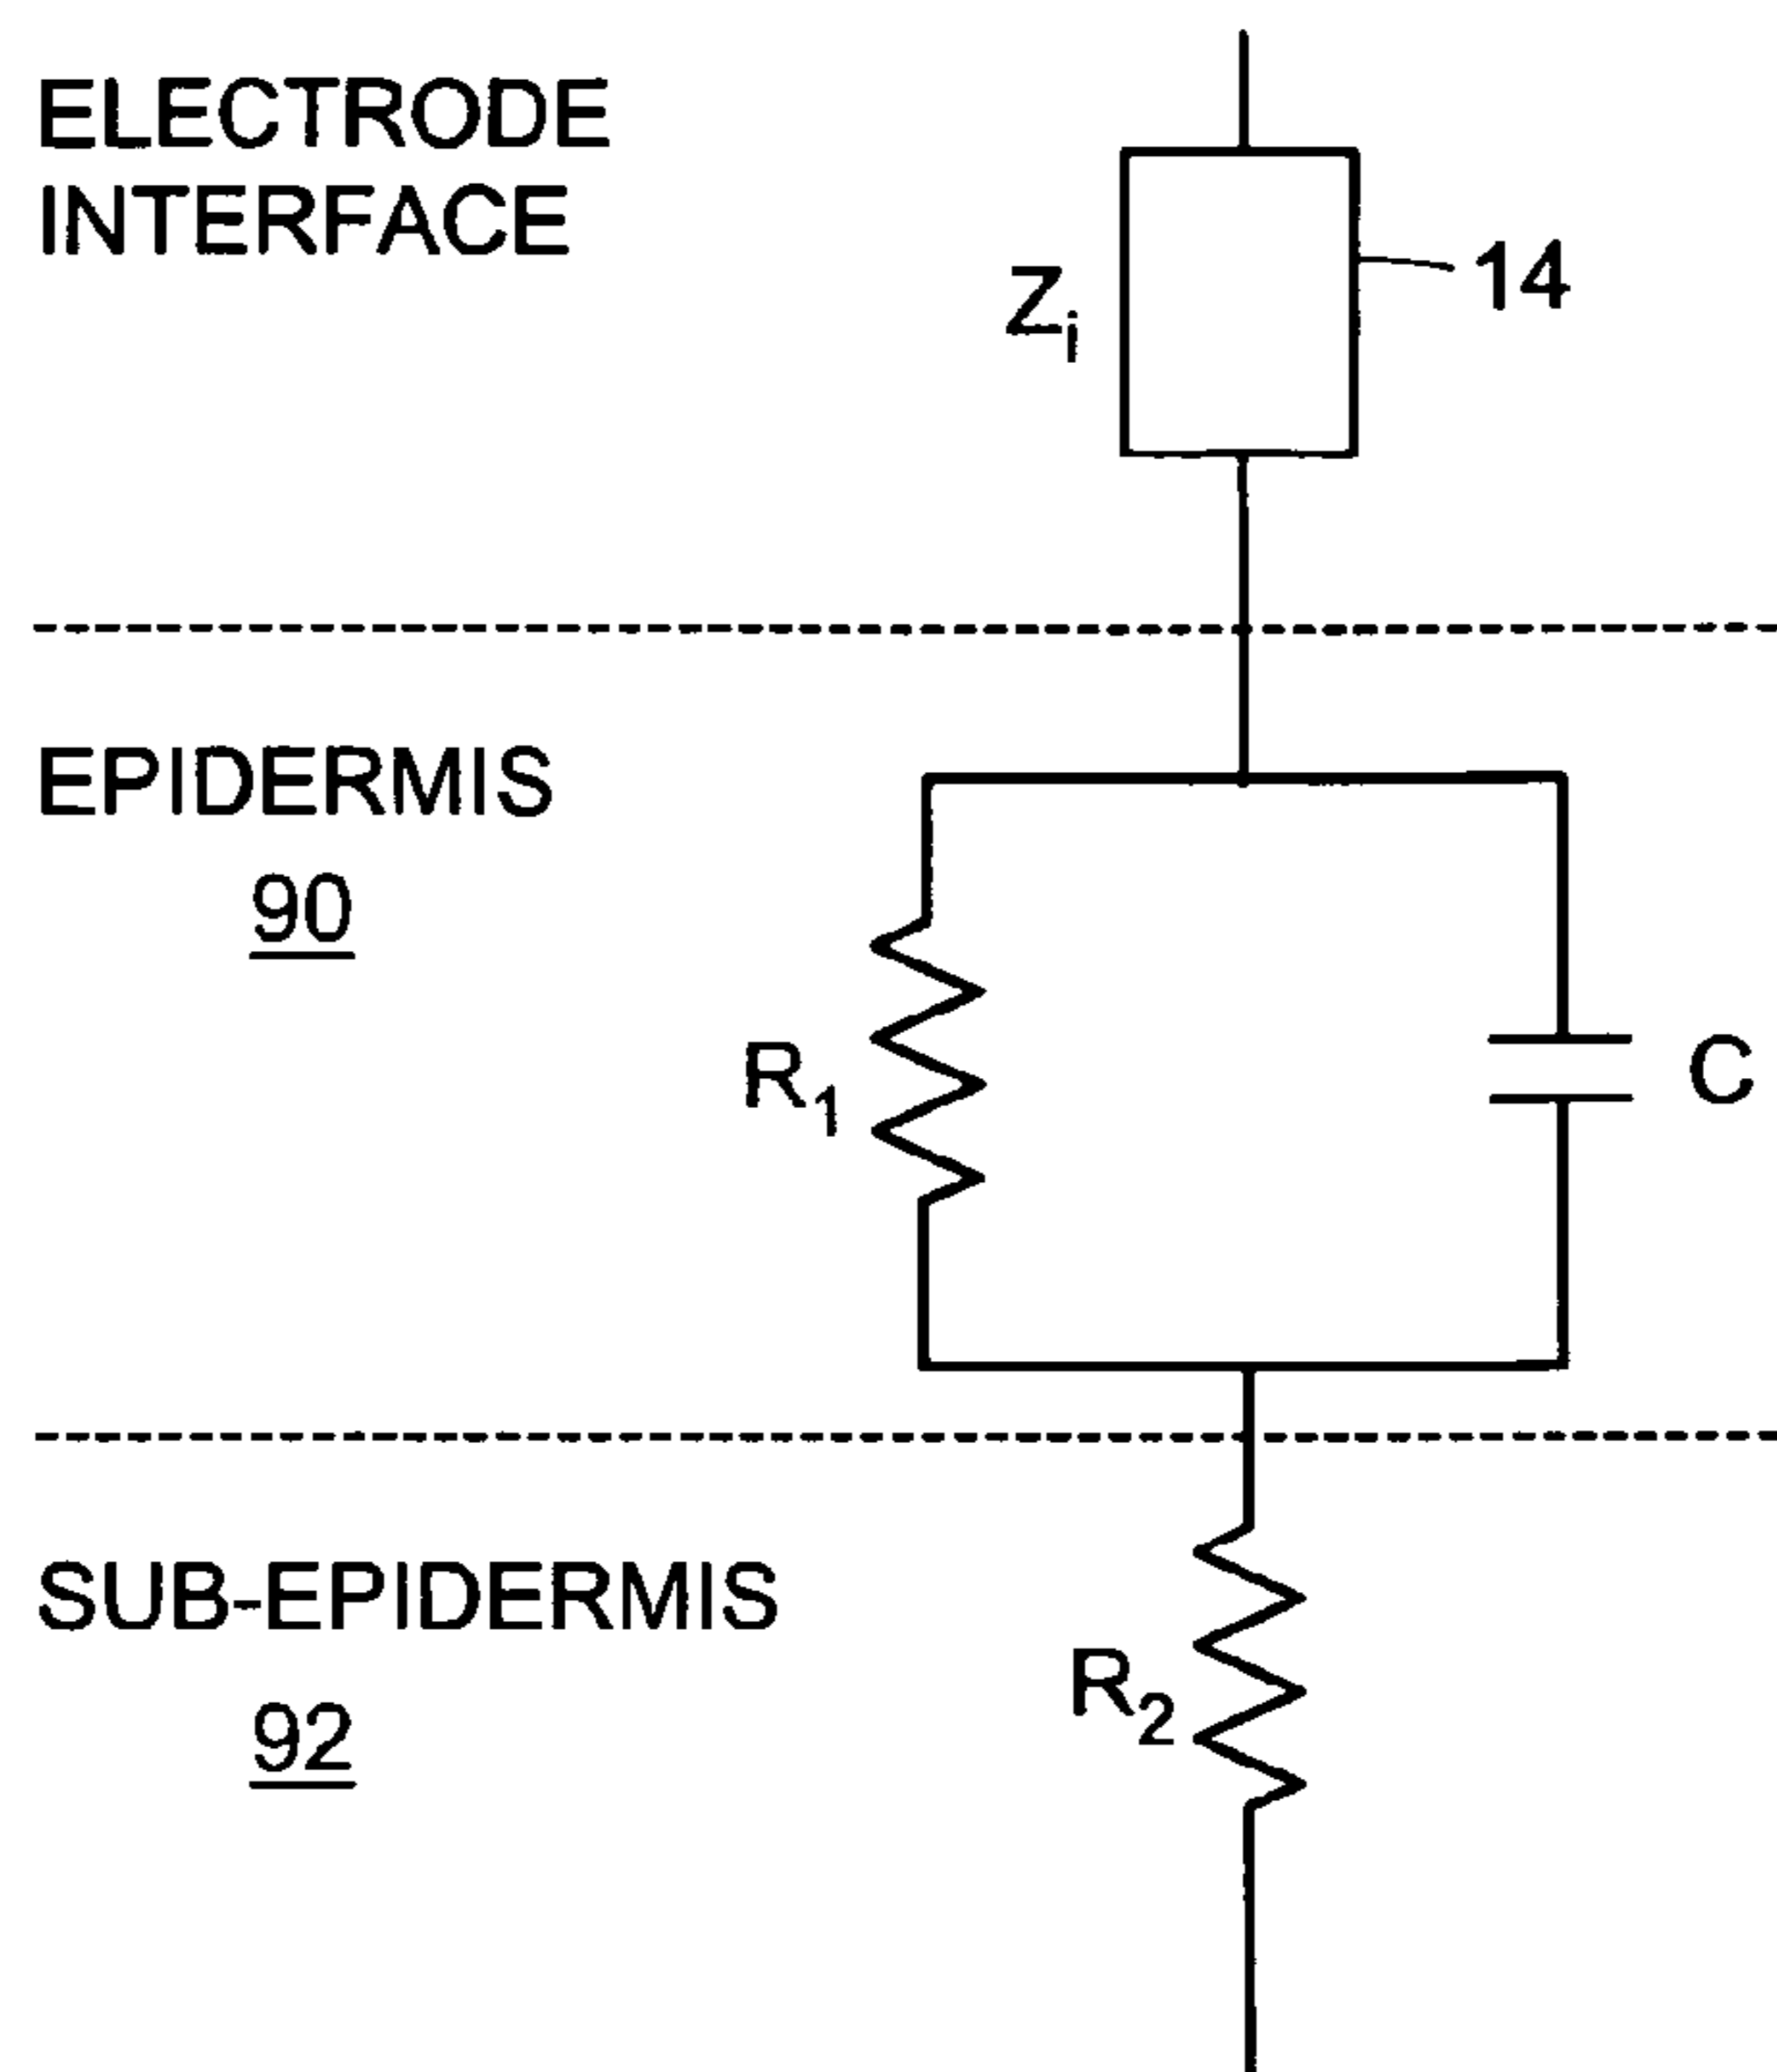 ELECTRODE
INTERFACE
Zi
14
EPIDERMIS
90
R1
C
SUB-EPIDERMIS
R2
92